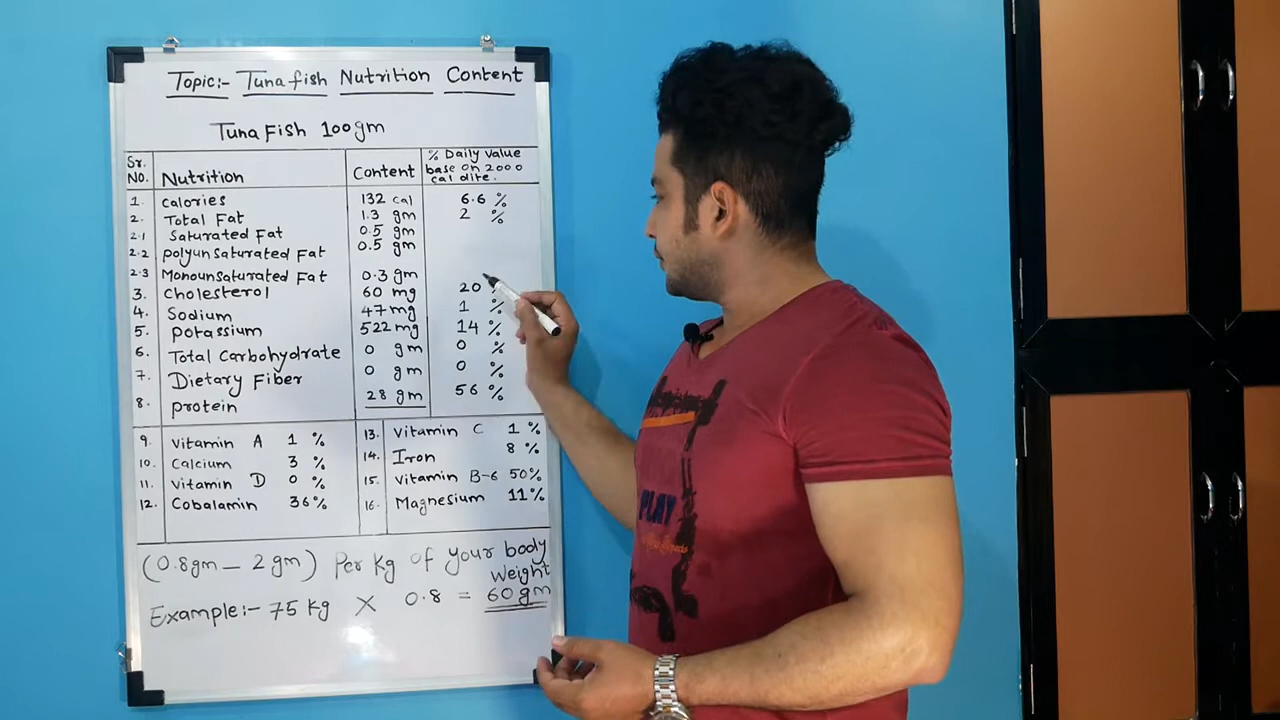 Topic:- Tuna fish Nutrition Content
Tuna Fish 100gm
Sr. No. Nutrition Content % Daily Value base on 2000 cal dite.
1. Calories 132 cal 6.6 %
2. Total Fat 1.3 gm 2 %
2.1 Saturated Fat 0.5 gm
2.2 Polyunsaturated Fat 0.5 gm
2.3 Monounsaturated Fat 0.3 gm
3. Cholesterol 60 mg 20 %
4. Sodium 47 mg 1 %
5. Potassium 522 mg 14 %
6. Total Carbohydrate 0 gm 0 %
7. Dietary Fiber 0 gm 0 %
8. protein 28 gm 56 %
9. Vitamin A 1 % 13. Vitamin C 1 %
10. Calcium 3 % 14. Iron 8 %
11. Vitamin D 0 % 15. Vitamin B-6 50%
12. Cobalamin 36% 16. Magnesium 11%
(0.8gm - 2 gm) Per Kg of your body Weight
Example:- 75 kg X 0.8 = 60 gm
PLAY